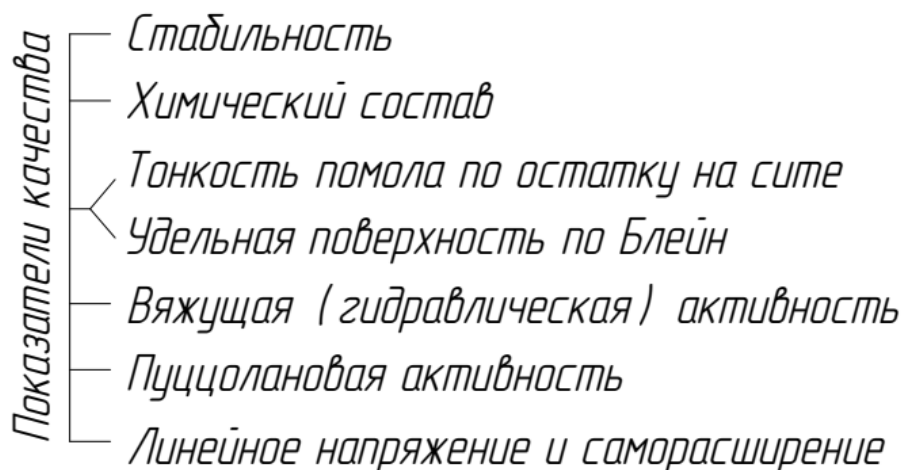 Показатели качества
Стабильность
Химический состав
Тонкость помола по остатку на сите
Удельная поверхность по Блейн
Вяжущая (гидравлическая) активность
Пуццолановая активность
Линейное напряжение и саморасширение